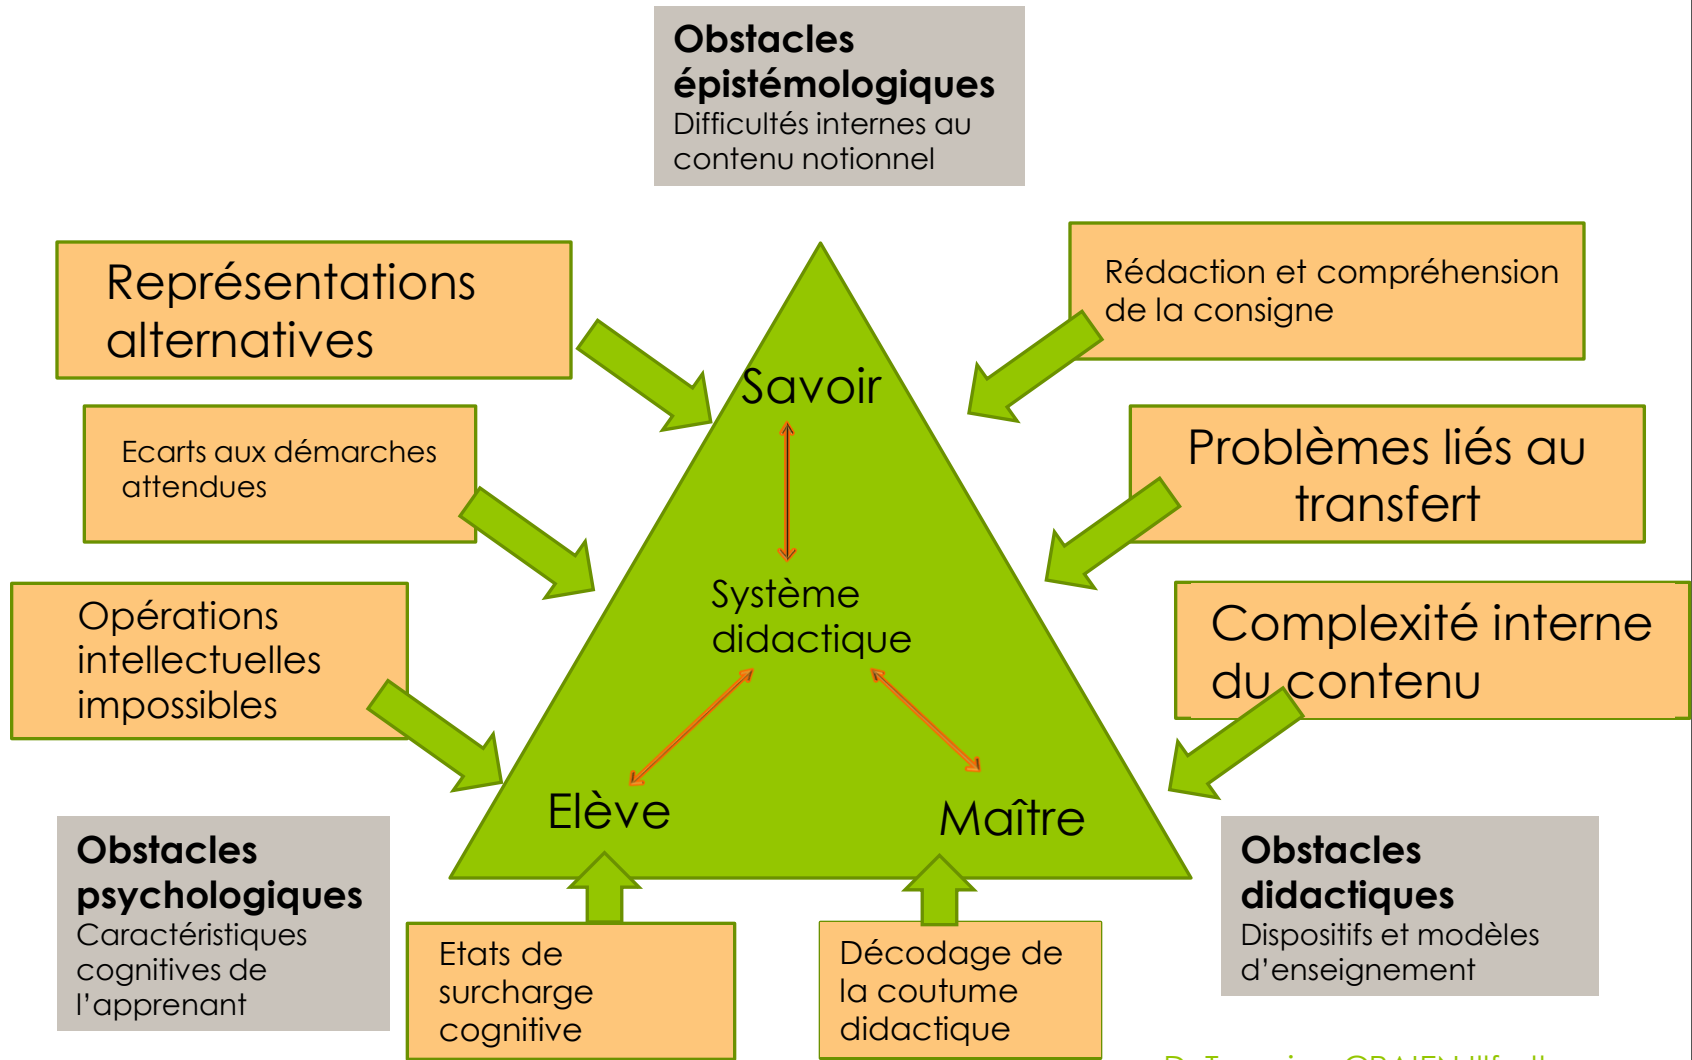 Obstacles
épistémologiques
Difficultés internes au
contenu notionnel
Représentations
alternatives
Rédaction et compréhension
de la consigne
Savoir
Ecarts aux démarches
attendues
Problèmes liés au
transfert
Opérations
intellectuelles
impossibles
Système
didactique
Complexité interne
du contenu
Elève
Maître
Obstacles
psychologiques
Caractéristiques
cognitives de
l’apprenant
Obstacles
didactiques
Dispositifs et modèles
d’enseignement
Etats de
surcharge
cognitive
Décodage de
la coutume
didactique